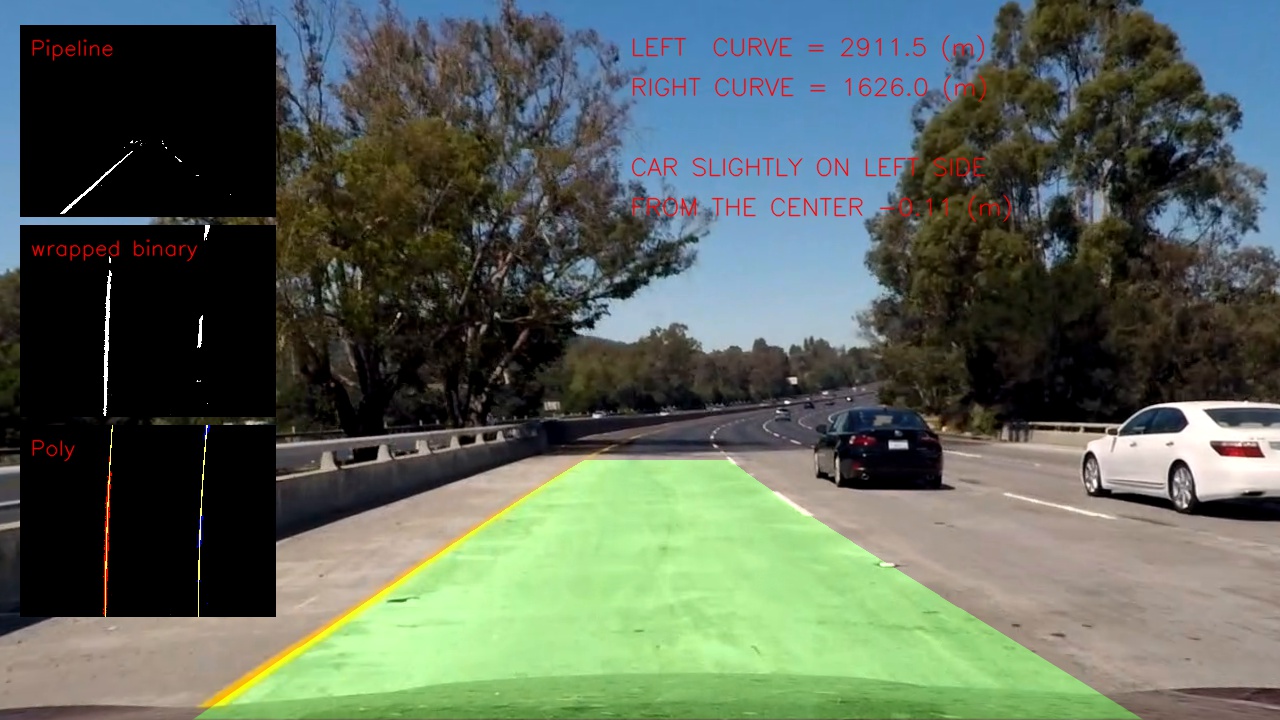 Pipeline
LEFT CURVE = 2911.5 (m)
RIGHT CURVE = 1626.0 (m)
CAR SLIGHTLY ON LEFT SIDE
FROM THE CENTER -0.11 (m)
wrapped binary
Poly